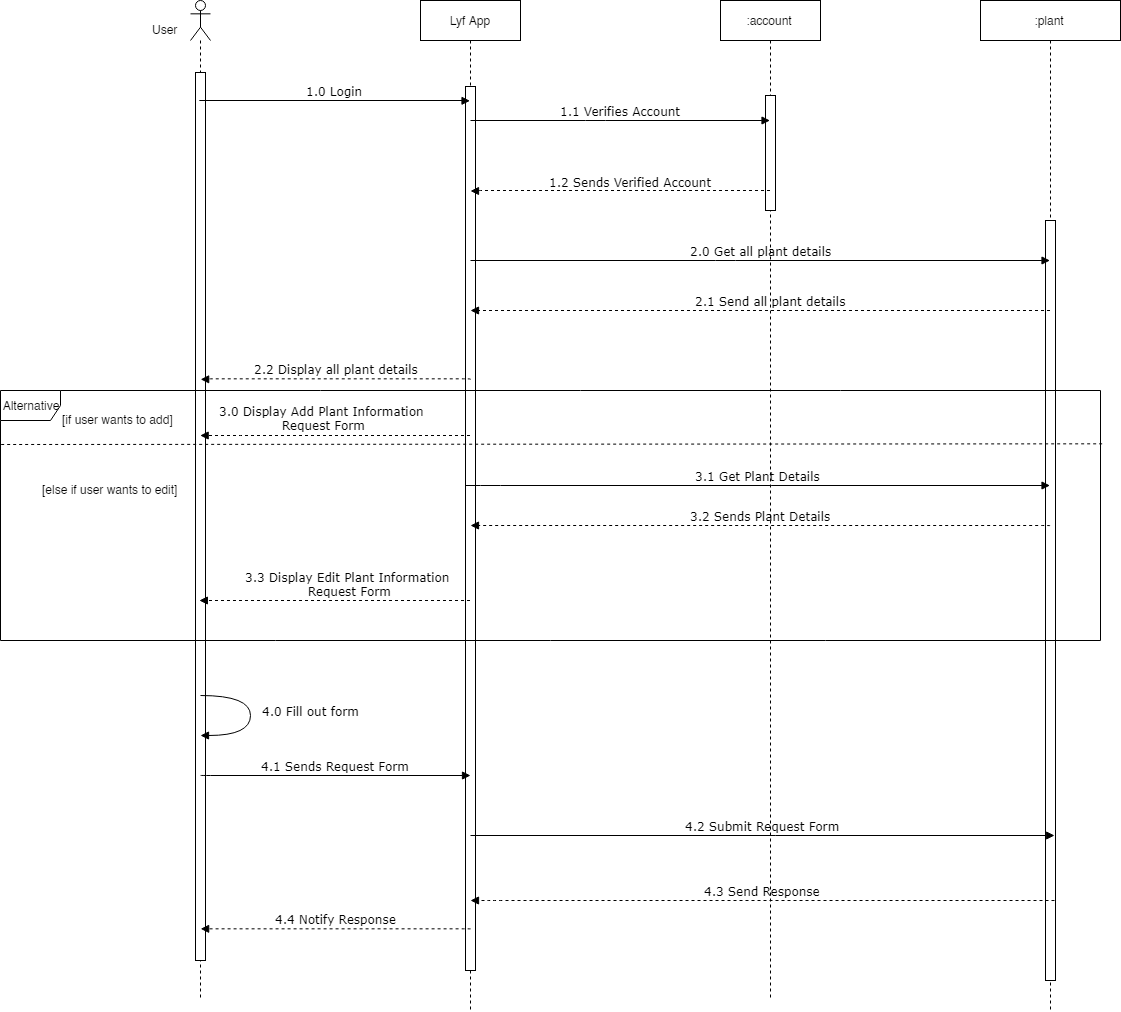 User
Lyf App
:account
:plant
1.0 Login
1.1 Verifies Account
1.2 Sends Verified Account
2.0 Get all plant details
2.1 Send all plant details
2.2 Display all plant details
Alternative
[if user wants to add]
3.0 Display Add Plant Information
Request Form
[else if user wants to edit]
3.1 Get Plant Details
3.2 Sends Plant Details
3.3 Display Edit Plant Information
Request Form
4.0 Fill out form
4.1 Sends Request Form
4.2 Submit Request Form
4.3 Send Response
4.4 Notify Response